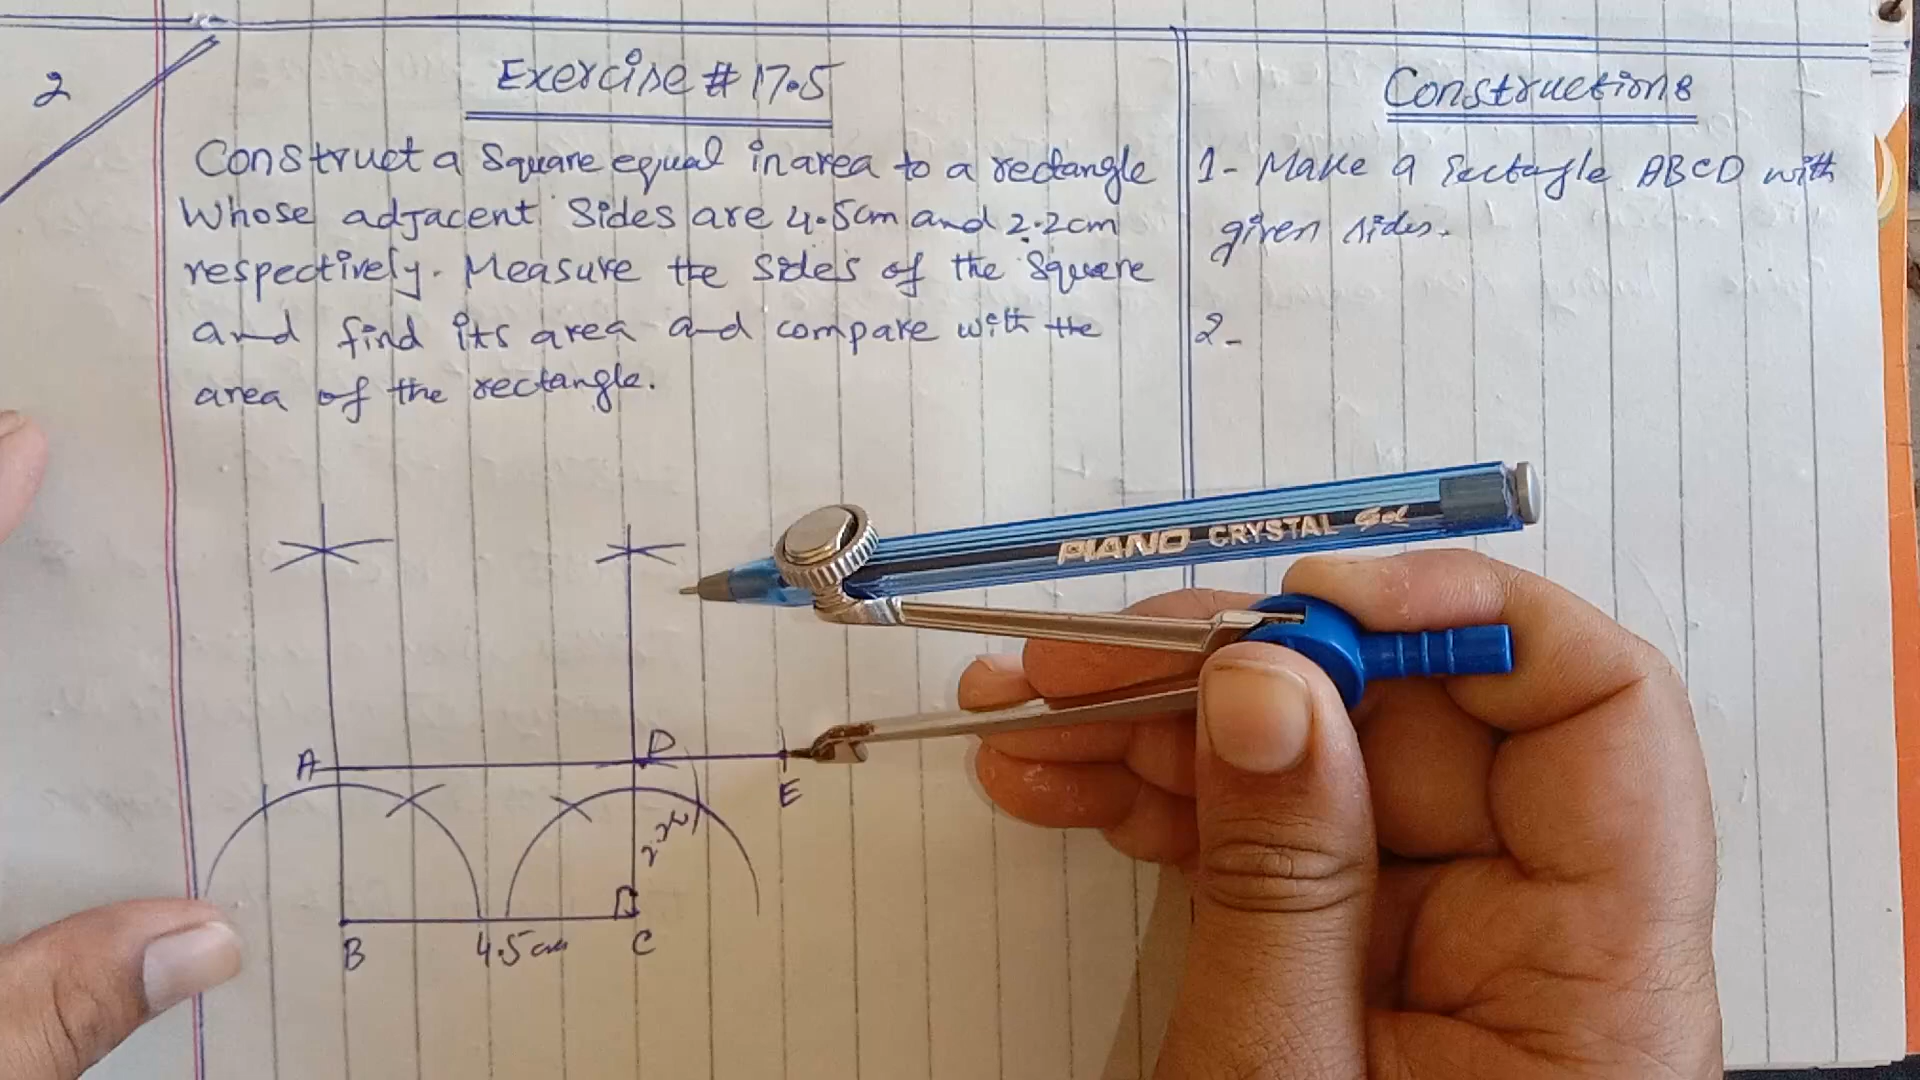 2
Exercise # 17.5
Construct a square equal in area to a rectangle
Whose adjacent Sides are 4.5cm and 2.2cm
respectively. Measure the sides of the square
and find its area and compare with the
area of the rectangle.
Constructions
1- Make a rectangle ABCD with
given sides.
2-
PIANO CRYSTAL Gel
A
D
E
B
4.5cm
C